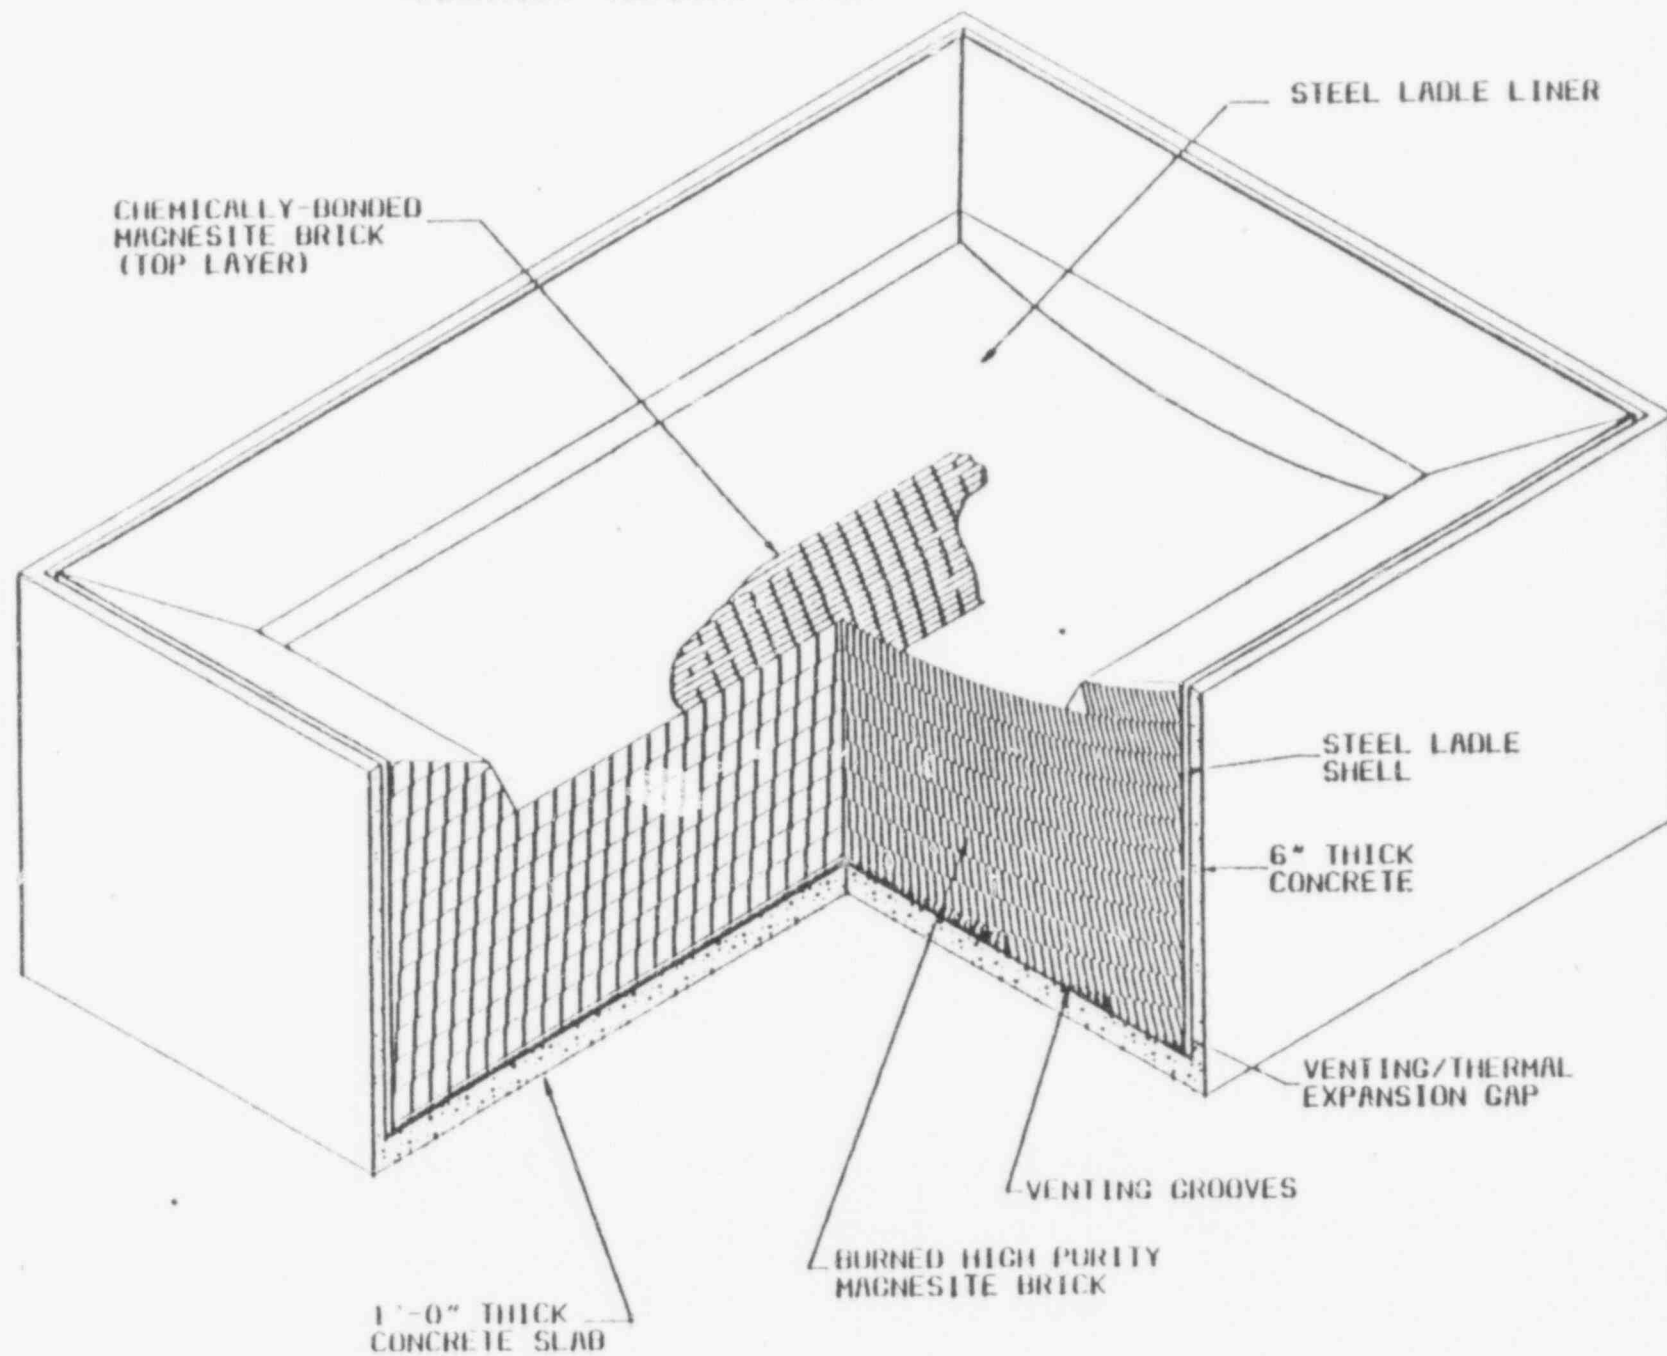 STEEL LADLE LINER
CHEMICALLY-BONDED
MAGNESITE BRICK
(TOP LAYER)
STEEL LADLE
SHELL
6" THICK
CONCRETE
VENTING/THERMAL
EXPANSION GAP
VENTING GROOVES
BURNED HIGH PURITY
MAGNESITE BRICK
1'-0" THICK
CONCRETE SLAB